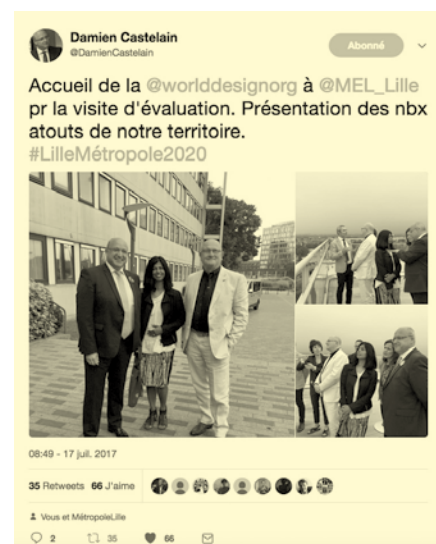 Damien Castelain
@DamienCastelain
Abonné
Accueil de la @worlddesignorg à @MEL_Lille
pr la visite d'évaluation. Présentation des nbx
atouts de notre territoire.
#LilleMétropole2020
08:49 - 17 juil. 2017
35 Retweets 66 J'aime
Vous et MétropoleLille
2 35 66